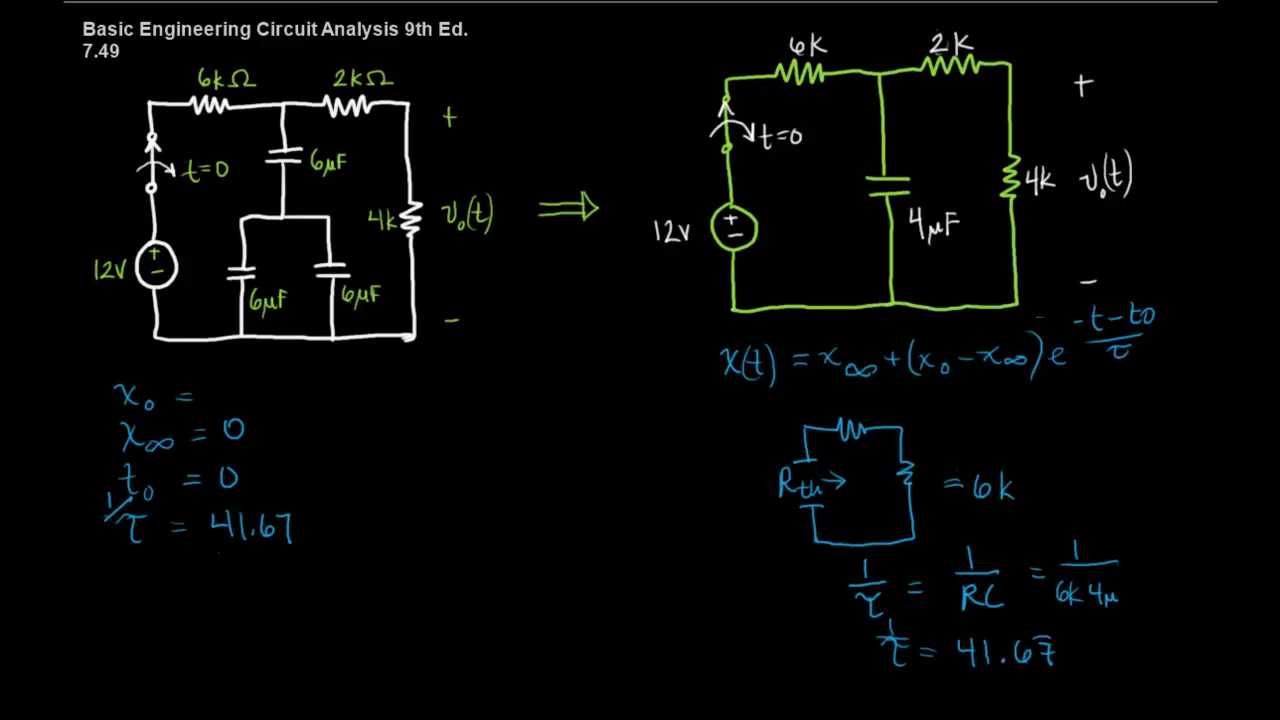 Basic Engineering Circuit Analysis 9th Ed.
7.49
6kΩ 2kΩ
t=0
6μF
4k
v₀(t)
12V
+
−
6μF 6μF
+
−
⇒
6k 2k
t=0
12V
+
−
4μF
4k
+
v₀(t)
−
x(t) = x∞ + (x₀ − x∞) e^(−t−t0/τ)
x₀ =
x∞ = 0
t₀ = 0
1/τ = 41.67
Rth → = 6k
1/τ = 1/RC = 1/6k 4μ
1/τ = 41.67